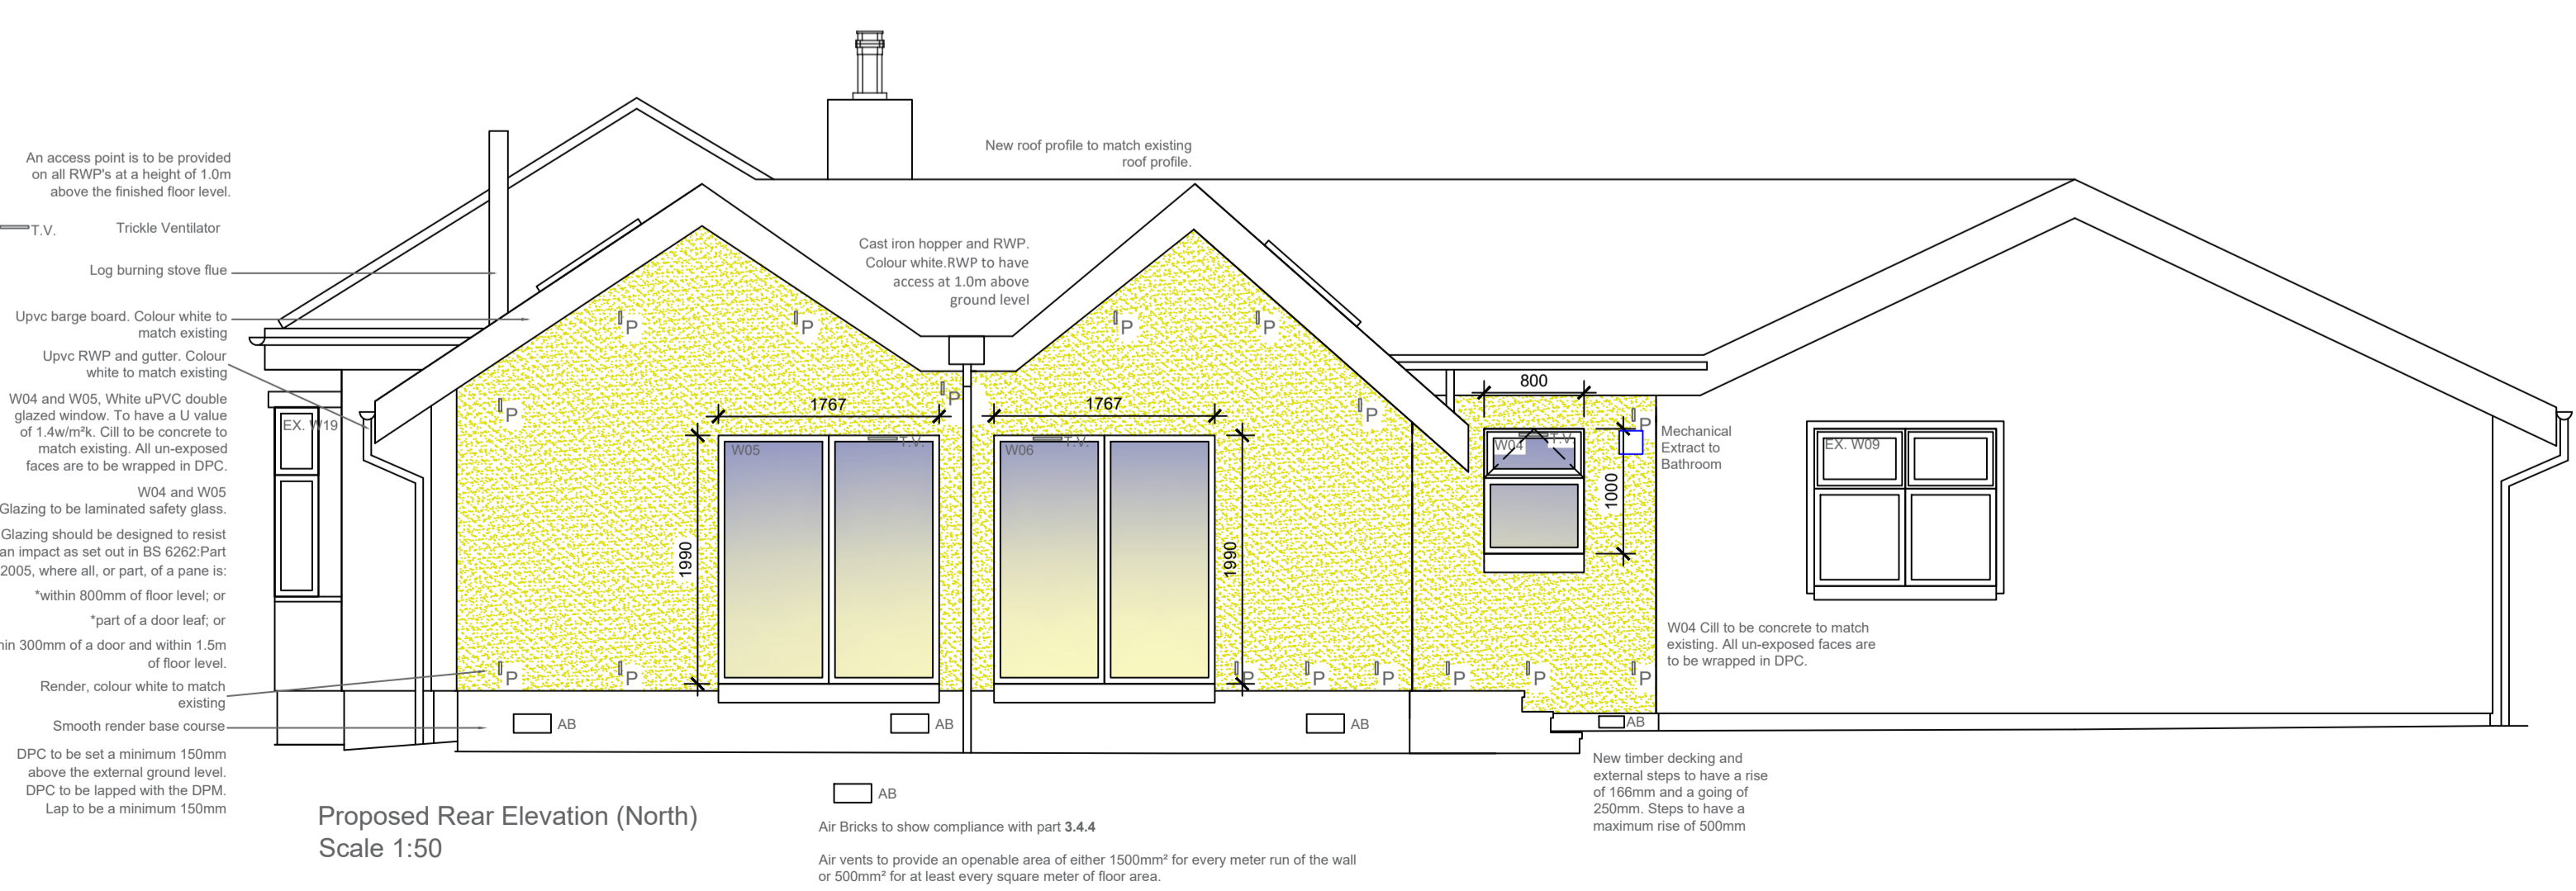 An access point is to be provided
on all RWP's at a height of 1.0m
above the finished floor level.
T.V.
Trickle Ventilator
Log burning stove flue
Upvc barge board. Colour white to
match existing
Upvc RWP and gutter. Colour
white to match existing
W04 and W05, White uPVC double
glazed window. To have a U value
of 1.4w/m²k. Cill to be concrete to
match existing. All un-exposed
faces are to be wrapped in DPC.
W04 and W05
Glazing to be laminated safety glass.
Glazing should be designed to resist
an impact as set out in BS 6262:Part
2005, where all, or part, of a pane is:
*within 800mm of floor level; or
*part of a door leaf; or
300mm of a door and within 1.5m
of floor level.
Render, colour white to match
existing
Smooth render base course
DPC to be set a minimum 150mm
above the external ground level.
DPC to be lapped with the DPM.
Lap to be a minimum 150mm
New roof profile to match existing
roof profile.
Cast iron hopper and RWP.
Colour white.RWP to have
access at 1.0m above
ground level
EX. W19
P
P
P
P
P
P
P
P
1767
1767
800
W05
T.V.
W06
T.V.
W04
T.V.
EX. W09
1990
1990
1000
Mechanical
Extract to
Bathroom
W04 Cill to be concrete to match
existing. All un-exposed faces are
to be wrapped in DPC.
P
P
P
P
P
P
P
P
AB
AB
AB
AB
New timber decking and
external steps to have a rise
of 166mm and a going of
250mm. Steps to have a
maximum rise of 500mm
AB
Proposed Rear Elevation (North)
Scale 1:50
Air Bricks to show compliance with part 3.4.4
Air vents to provide an openable area of either 1500mm² for every meter run of the wall
or 500mm² for at least every square meter of floor area.